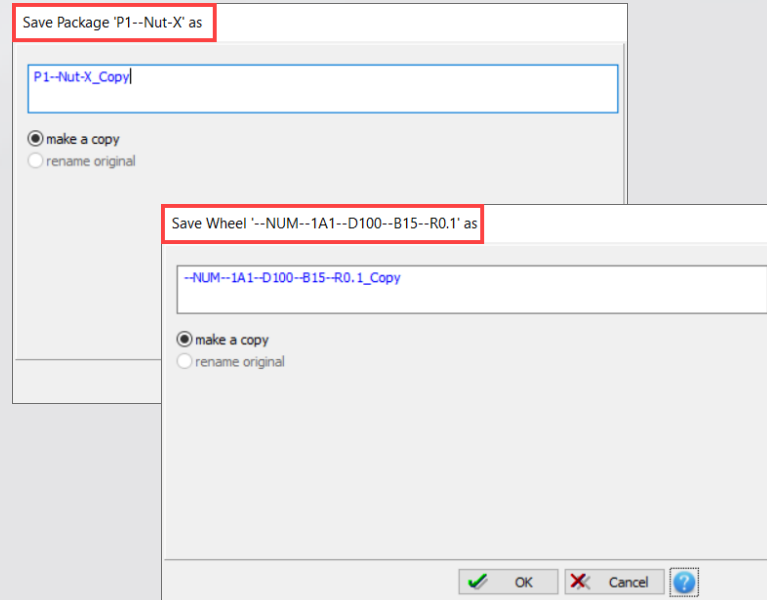 Save Package 'P1--Nut-X' as
P1--Nut-X_Copy
make a copy
rename original
Save Wheel '--NUM--1A1--D100--B15--R0.1' as
--NUM--1A1--D100--B15--R0.1_Copy
make a copy
rename original
OK Cancel ?